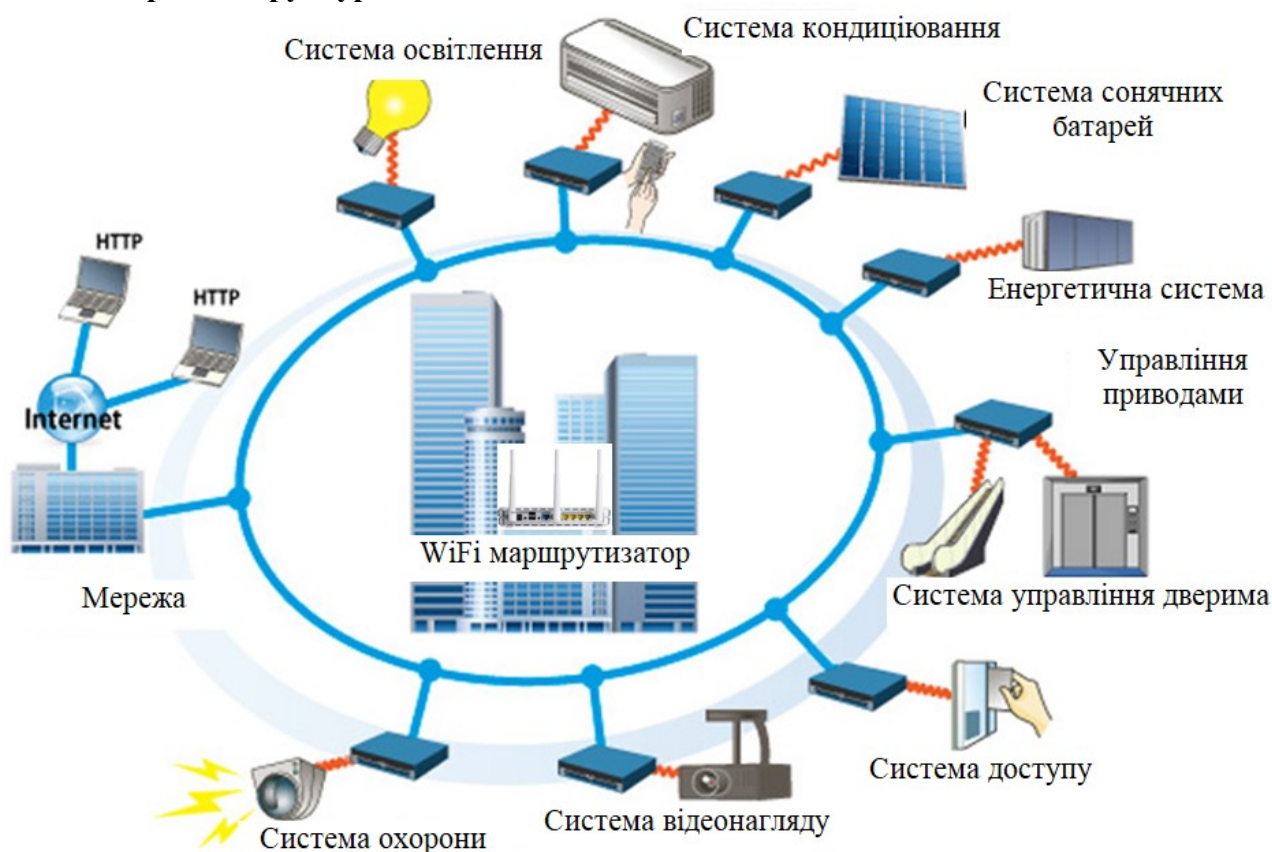 Система освітлення
Система кондиціювання
Система сонячних
батарей
HTTP
HTTP
Енергетична система
Internet
Управління
приводами
WiFi маршрутизатор
Мережа
Система управління дверима
Система доступу
Система відеонагляду
Система охорони